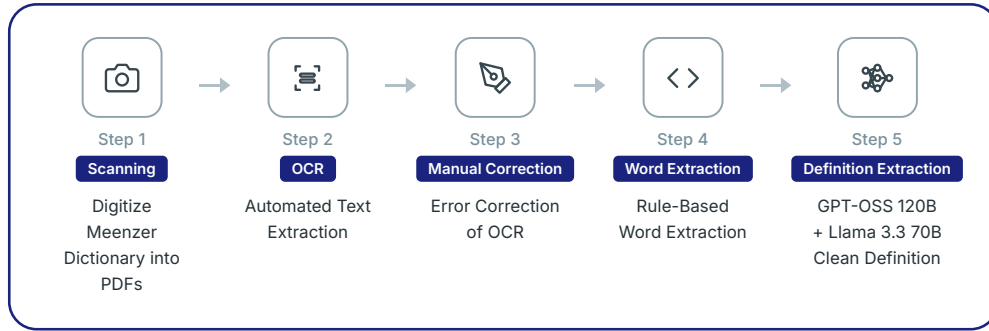 Step 1
Scanning
Digitize
Meenzer
Dictionary into
PDFs
Step 2
OCR
Automated Text
Extraction
Step 3
Manual Correction
Error Correction
of OCR
Step 4
Word Extraction
Rule-Based
Word Extraction
Step 5
Definition Extraction
GPT-OSS 120B
+ Llama 3.3 70B
Clean Definition